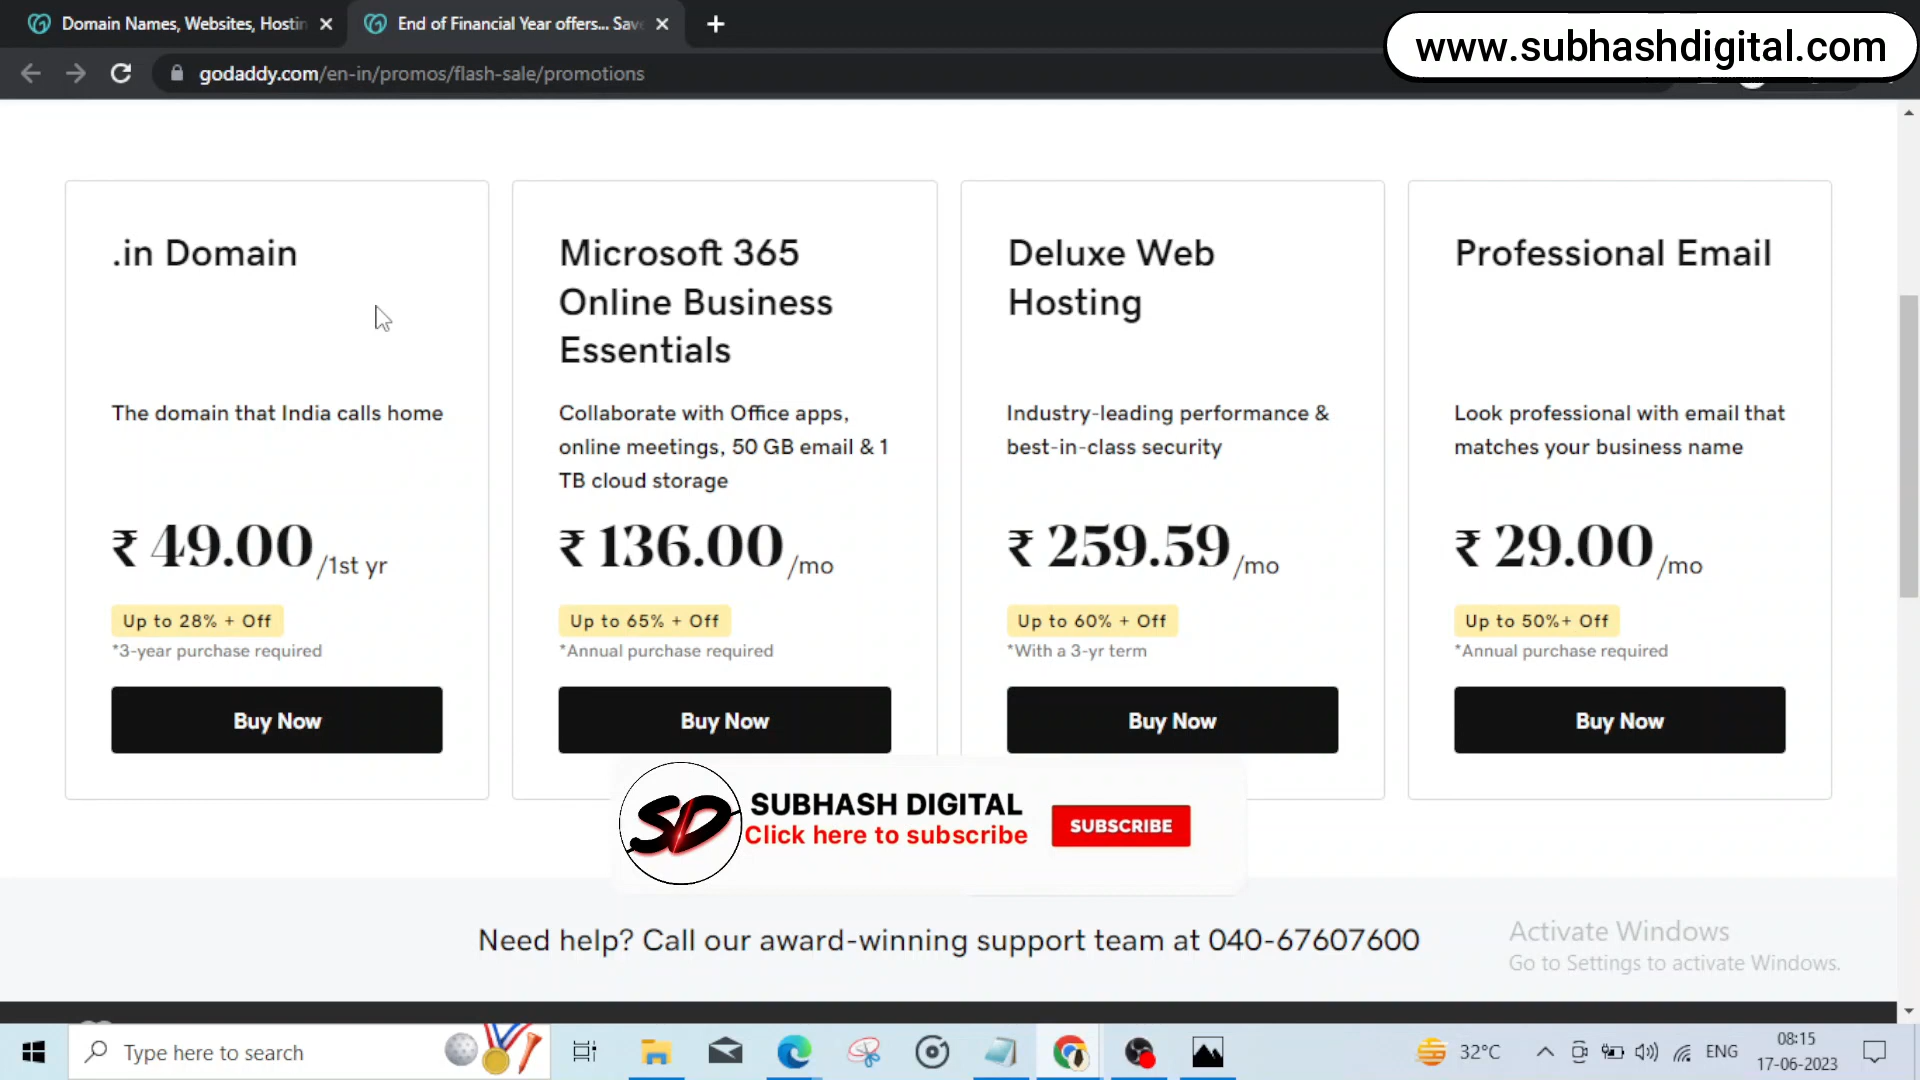 Domain Names, Websites, Hostin
End of Financial Year offers... Sav
www.subhashdigital.com
godaddy.com/en-in/promos/flash-sale/promotions
.in Domain
The domain that India calls home
₹ 49.00/1st yr
Up to 28% + Off
*3-year purchase required
Buy Now
Microsoft 365
Online Business
Essentials
Collaborate with Office apps,
online meetings, 50 GB email & 1
TB cloud storage
₹ 136.00/mo
Up to 65% + Off
*Annual purchase required
Buy Now
Deluxe Web
Hosting
Industry-leading performance &
best-in-class security
₹ 259.59/mo
Up to 60% + Off
*With a 3-yr term
Buy Now
Professional Email
Look professional with email that
matches your business name
₹ 29.00/mo
Up to 50%+ Off
*Annual purchase required
Buy Now
SD
SUBHASH DIGITAL
Click here to subscribe
SUBSCRIBE
Need help? Call our award-winning support team at 040-67607600
Activate Windows
Go to Settings to activate Windows.
Type here to search
32°C
ENG
08:15
17-06-2023